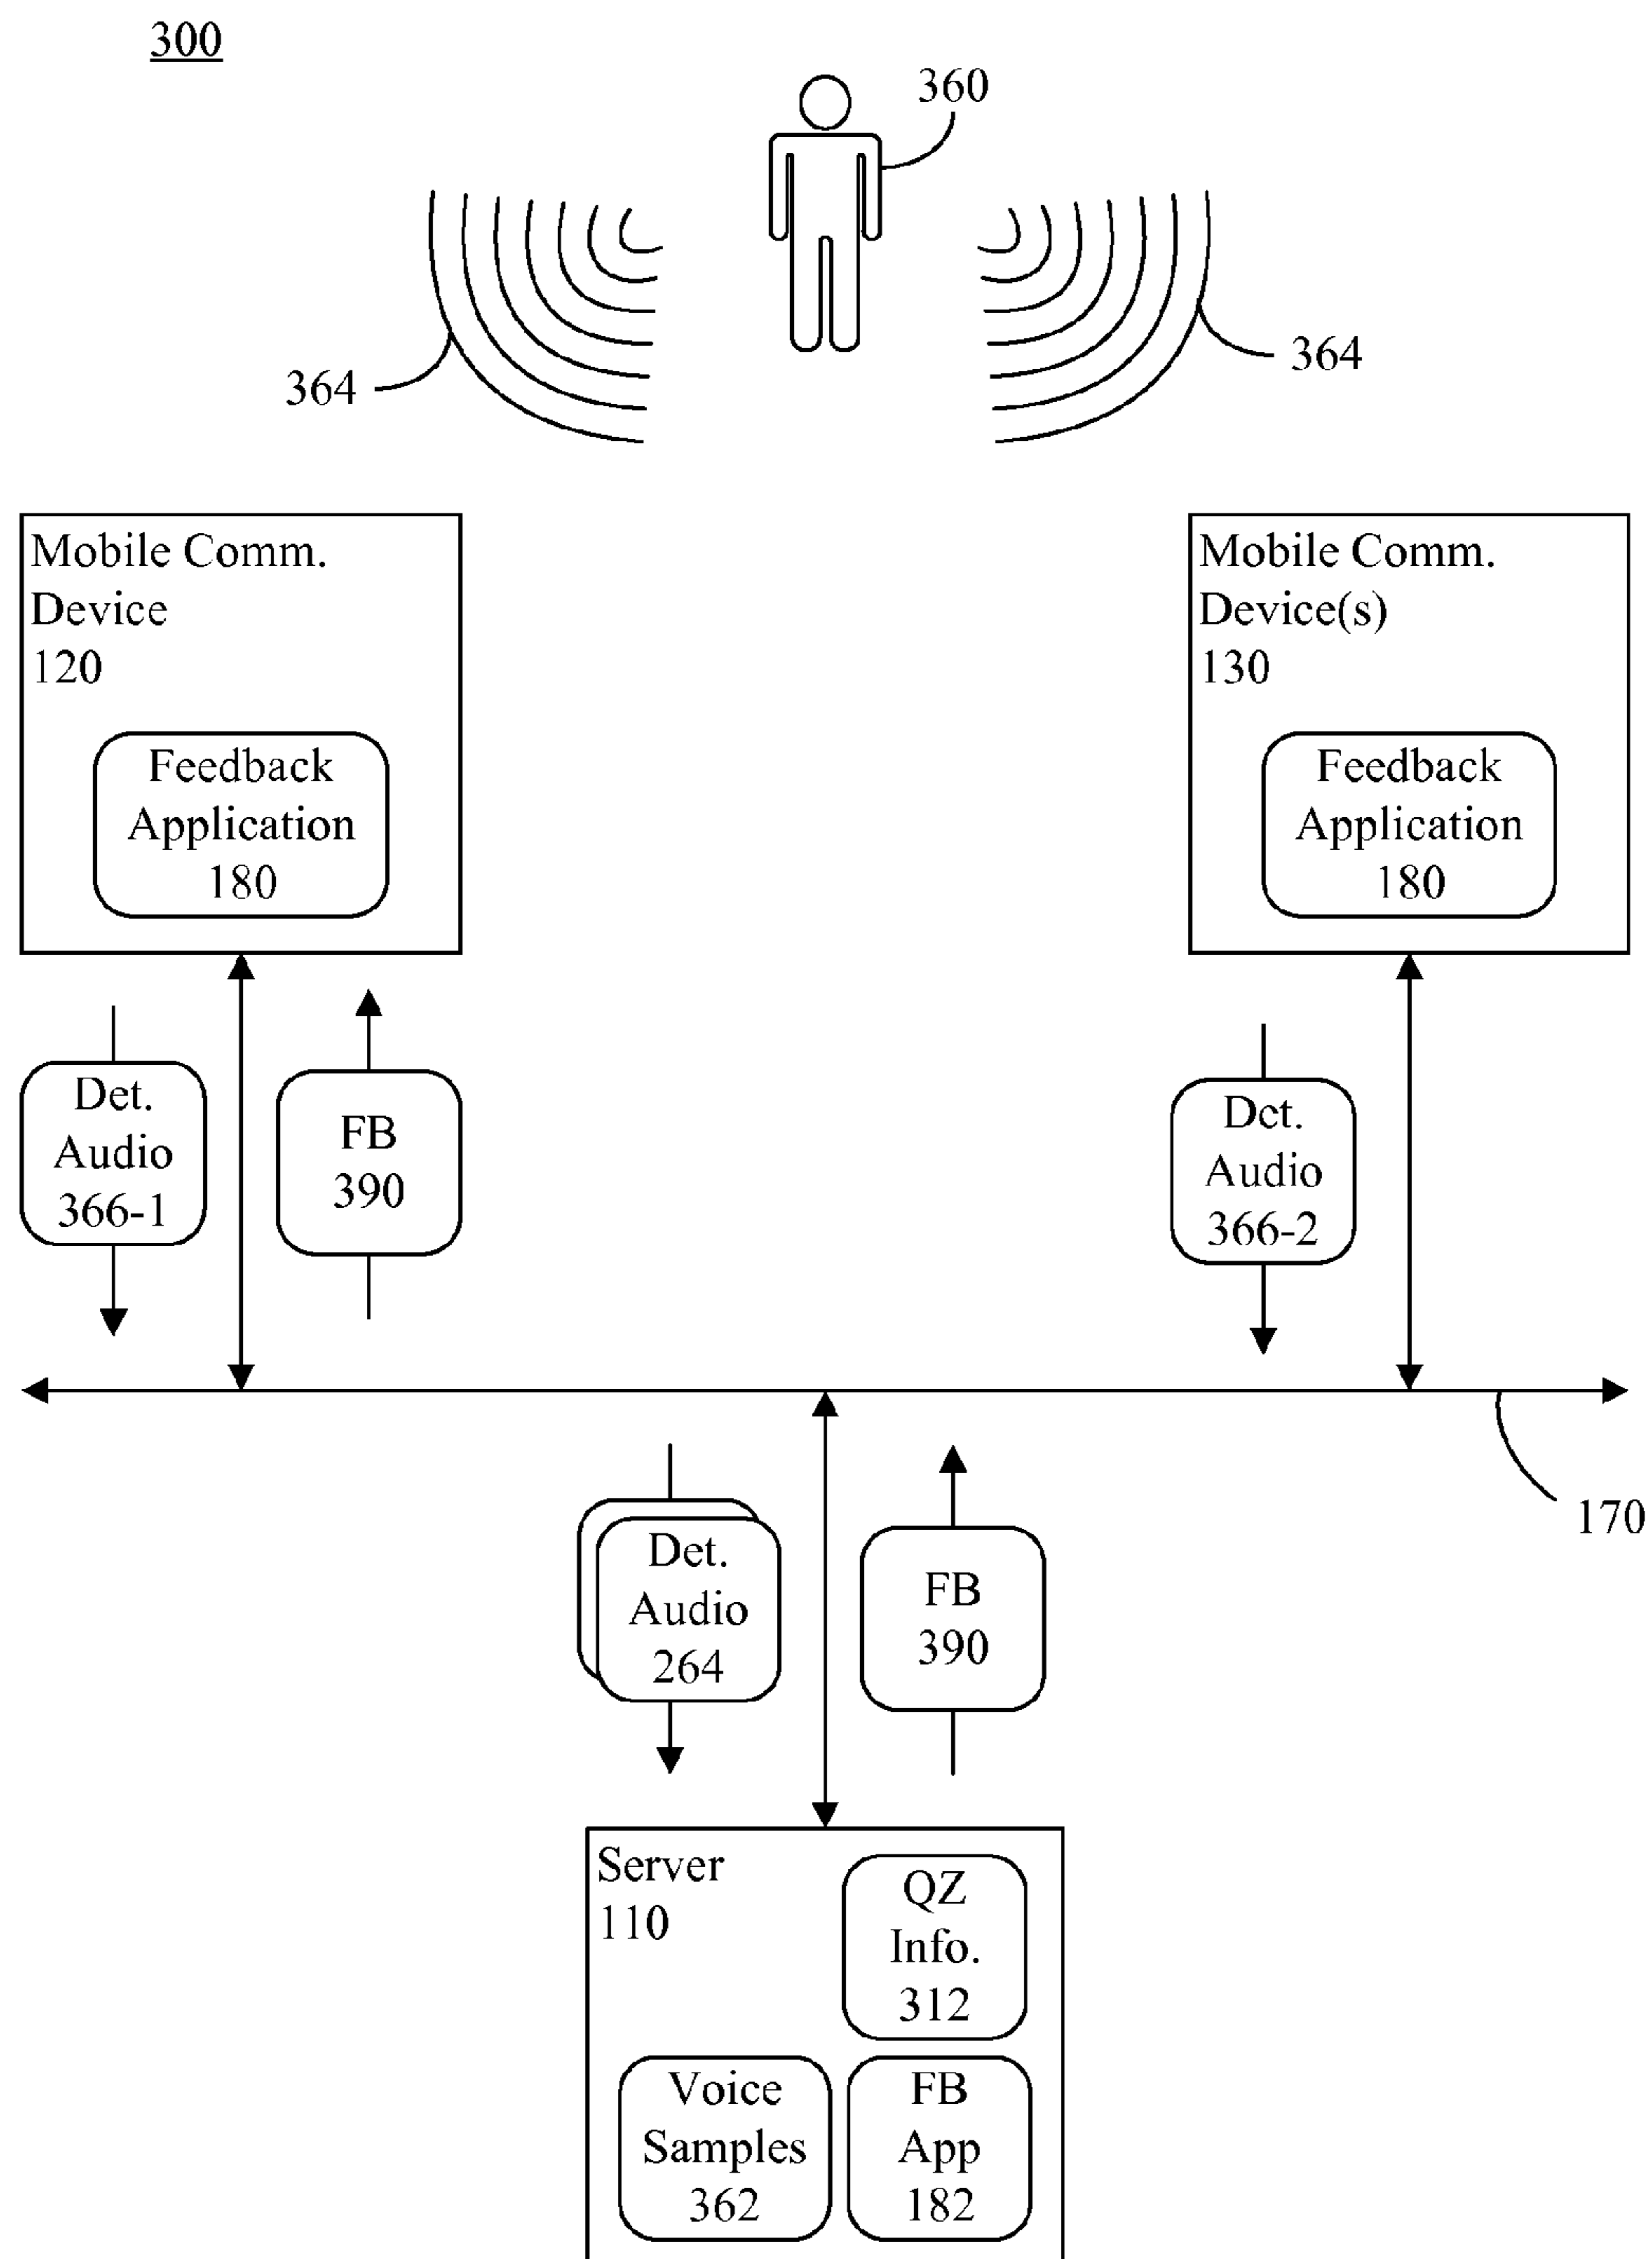 300
360
364
364
Mobile Comm.
Device
120
Feedback
Application
180
Mobile Comm.
Device(s)
130
Feedback
Application
180
Det.
Audio
366-1
FB
390
Dct.
Audio
366-2
170
Det.
Audio
264
FB
390
Server
110
QZ
Info.
312
Voice
Samples
362
FB
App
182